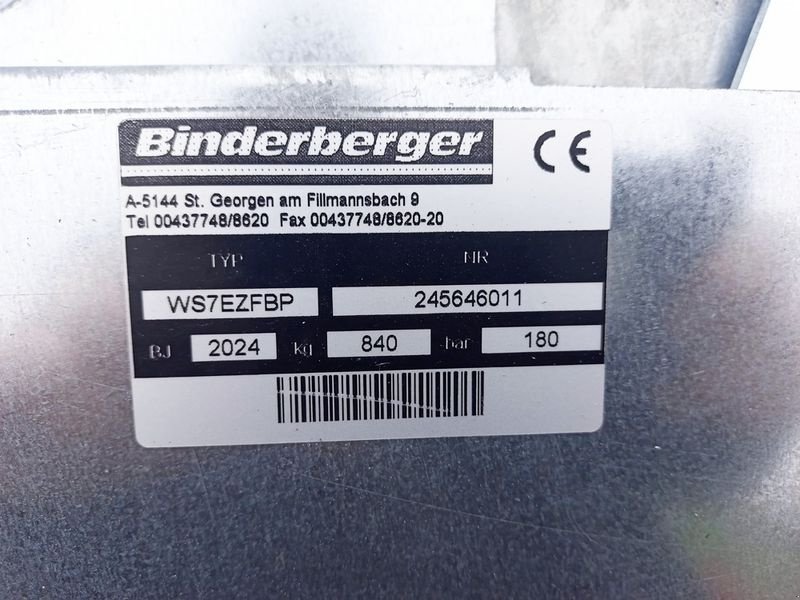 Binderberger CE
A-5144 St. Georgen am Fillmannsbach 9
Tel 00437748/8620 Fax 00437748/8620-20
TYP NR
WS7EZFBP 245646011
BJ 2024 kg 840 bar 180